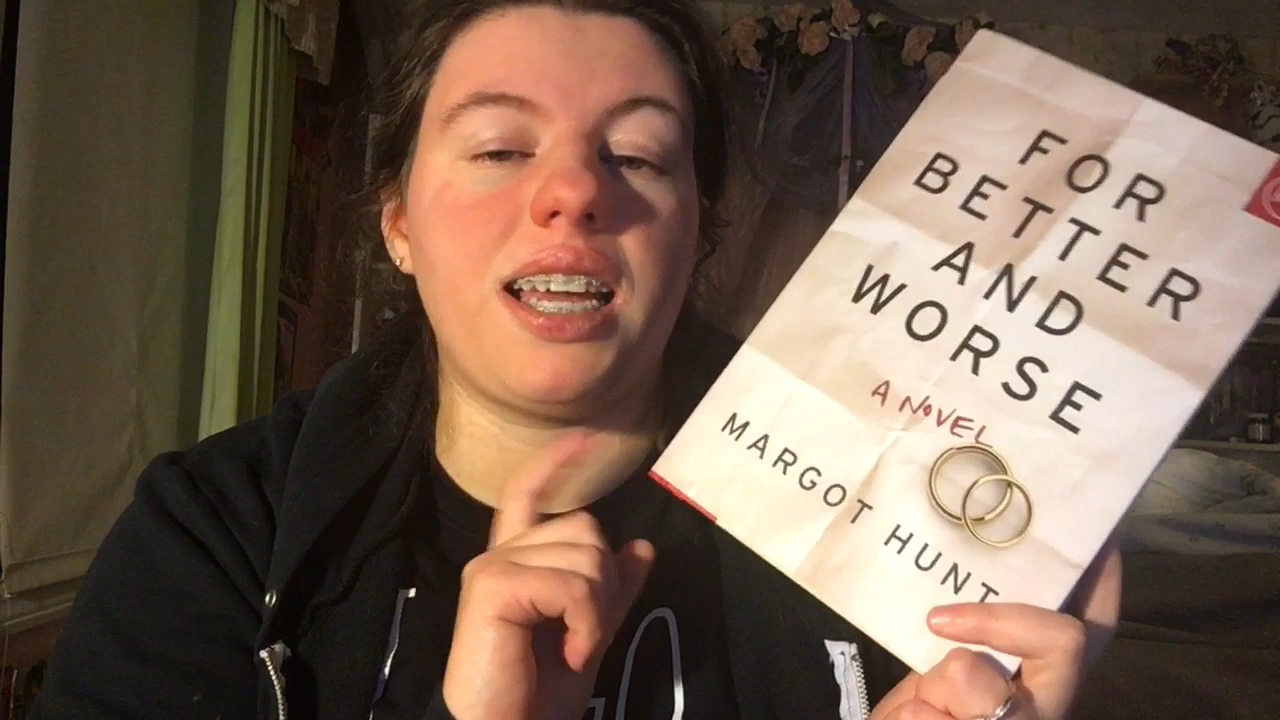 FOR
BETTER
AND
WORSE
A NOVEL
MARGOT HUNT